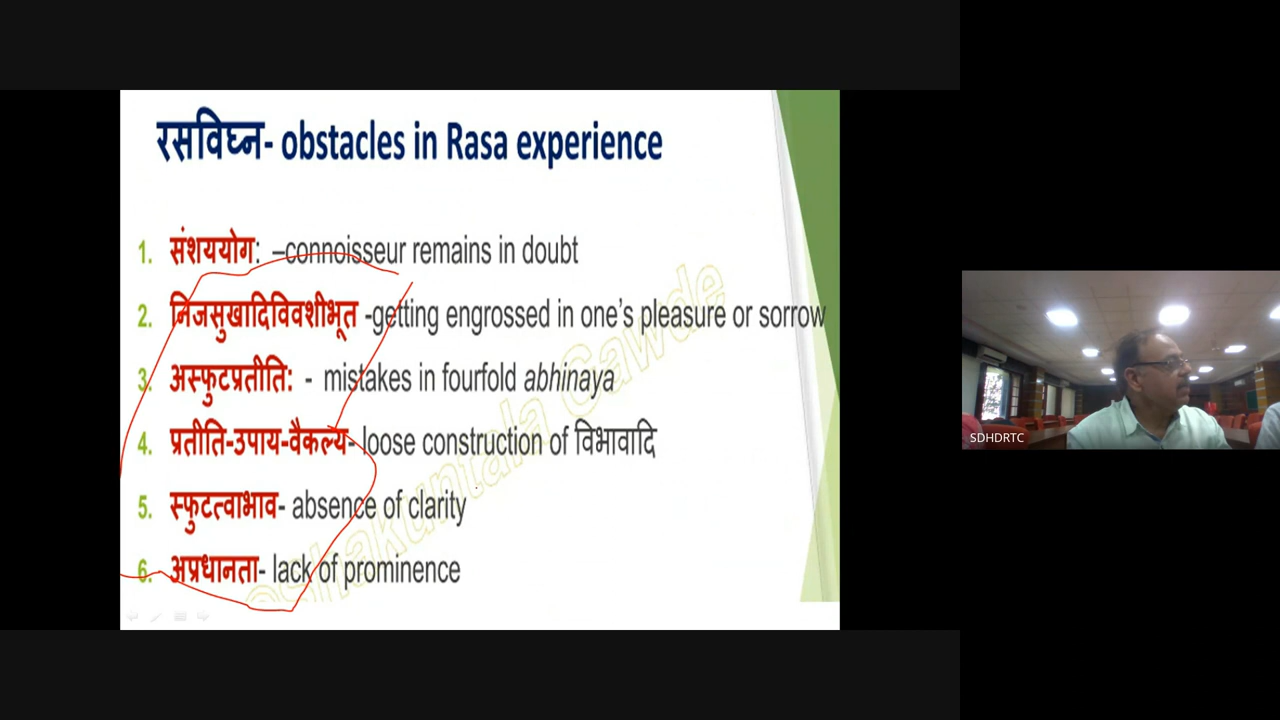 रसविघ्न- obstacles in Rasa experience
1. संशययोग: –connoisseur remains in doubt
2. निजसुखादिविवशीभूत -getting engrossed in one’s pleasure or sorrow
3. अस्फुटप्रतीति: - mistakes in fourfold abhinaya
4. प्रतीति-उपाय-वैकल्य- loose construction of विभावादि
5. स्फुटत्वाभाव- absence of clarity
6. अप्रधानता- lack of prominence
©Shakuntala Gawde
SDHDRTC